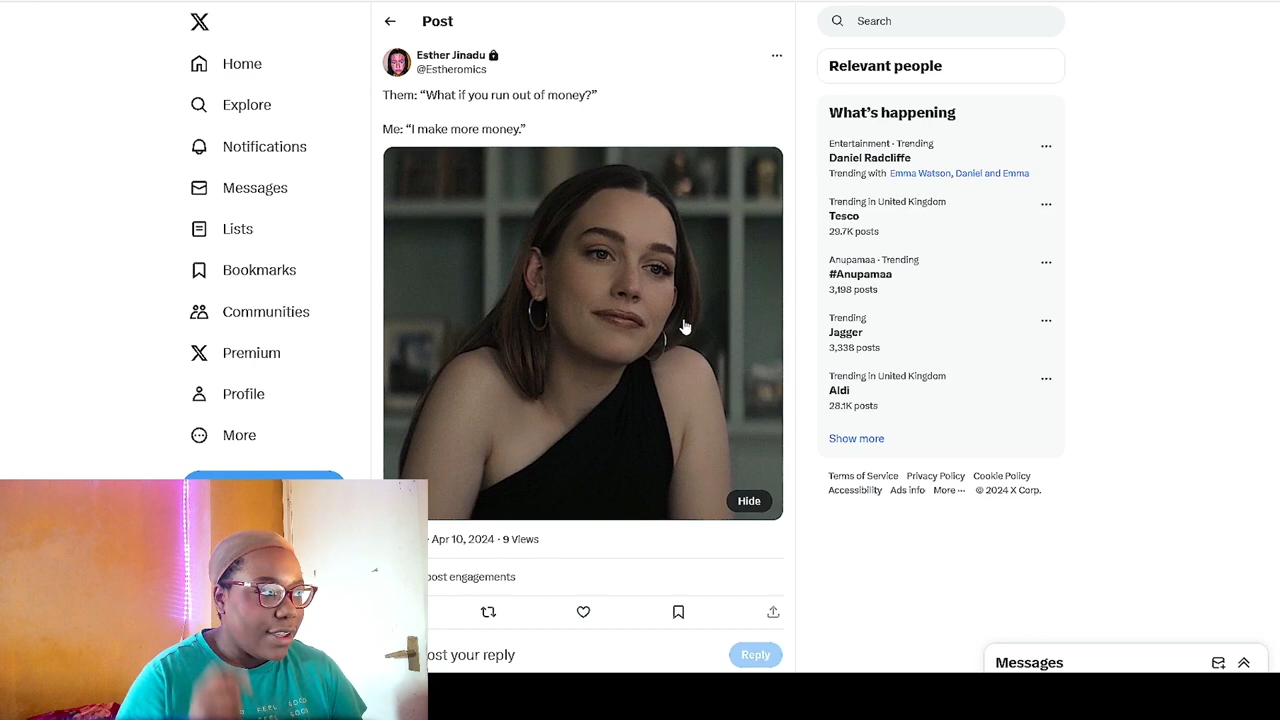 Home
Explore
Notifications
Messages
Lists
Bookmarks
Communities
Premium
Profile
More
Post
Esther Jinadu
@Estheromics
Them: “What if you run out of money?”
Me: “I make more money.”
Hide
· Apr 10, 2024 · 9 Views
post engagements
ost your reply
Reply
Search
Relevant people
What’s happening
Entertainment · Trending
Daniel Radcliffe
Trending with Emma Watson, Daniel and Emma
Trending in United Kingdom
Tesco
29.7K posts
Anupamaa · Trending
#Anupamaa
3,198 posts
Trending
Jagger
3,338 posts
Trending in United Kingdom
Aldi
28.1K posts
Show more
Terms of Service Privacy Policy Cookie Policy
Accessibility Ads info More ··· © 2024 X Corp.
Messages
FEEL GOOD
FEEL GOOD